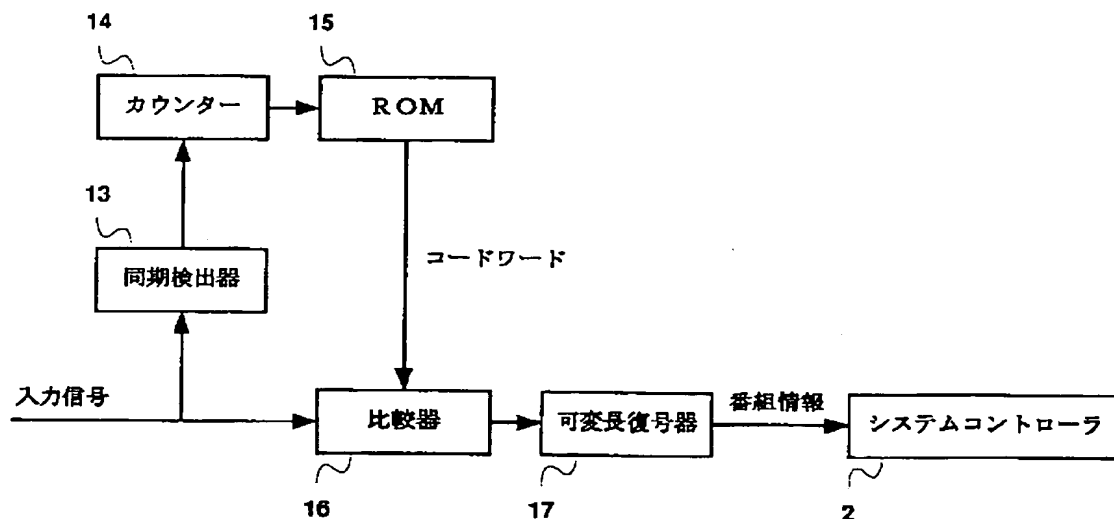 14
15
カウンター
ROM
13
同期検出器
コードワード
入力信号
番組情報
比較器
可変長復号器
システムコントローラ
16
17
2